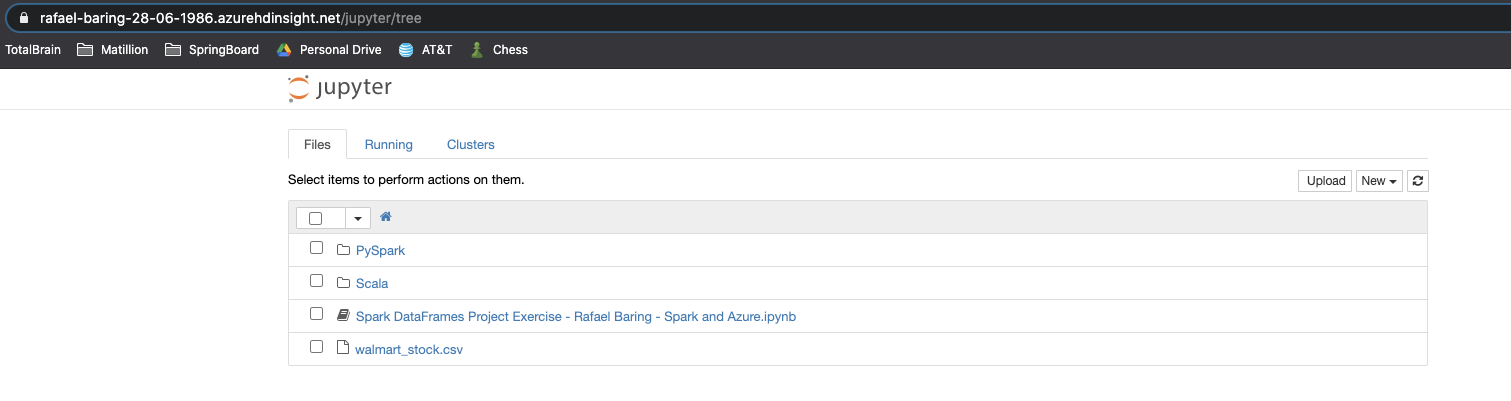 rafael-baring-28-06-1986.azurehdinsight.net/jupyter/tree
TotalBrain Matillion SpringBoard Personal Drive AT&T Chess
jupyter
Files Running Clusters
Select items to perform actions on them. Upload New
PySpark
Scala
Spark DataFrames Project Exercise - Rafael Baring - Spark and Azure.ipynb
walmart_stock.csv